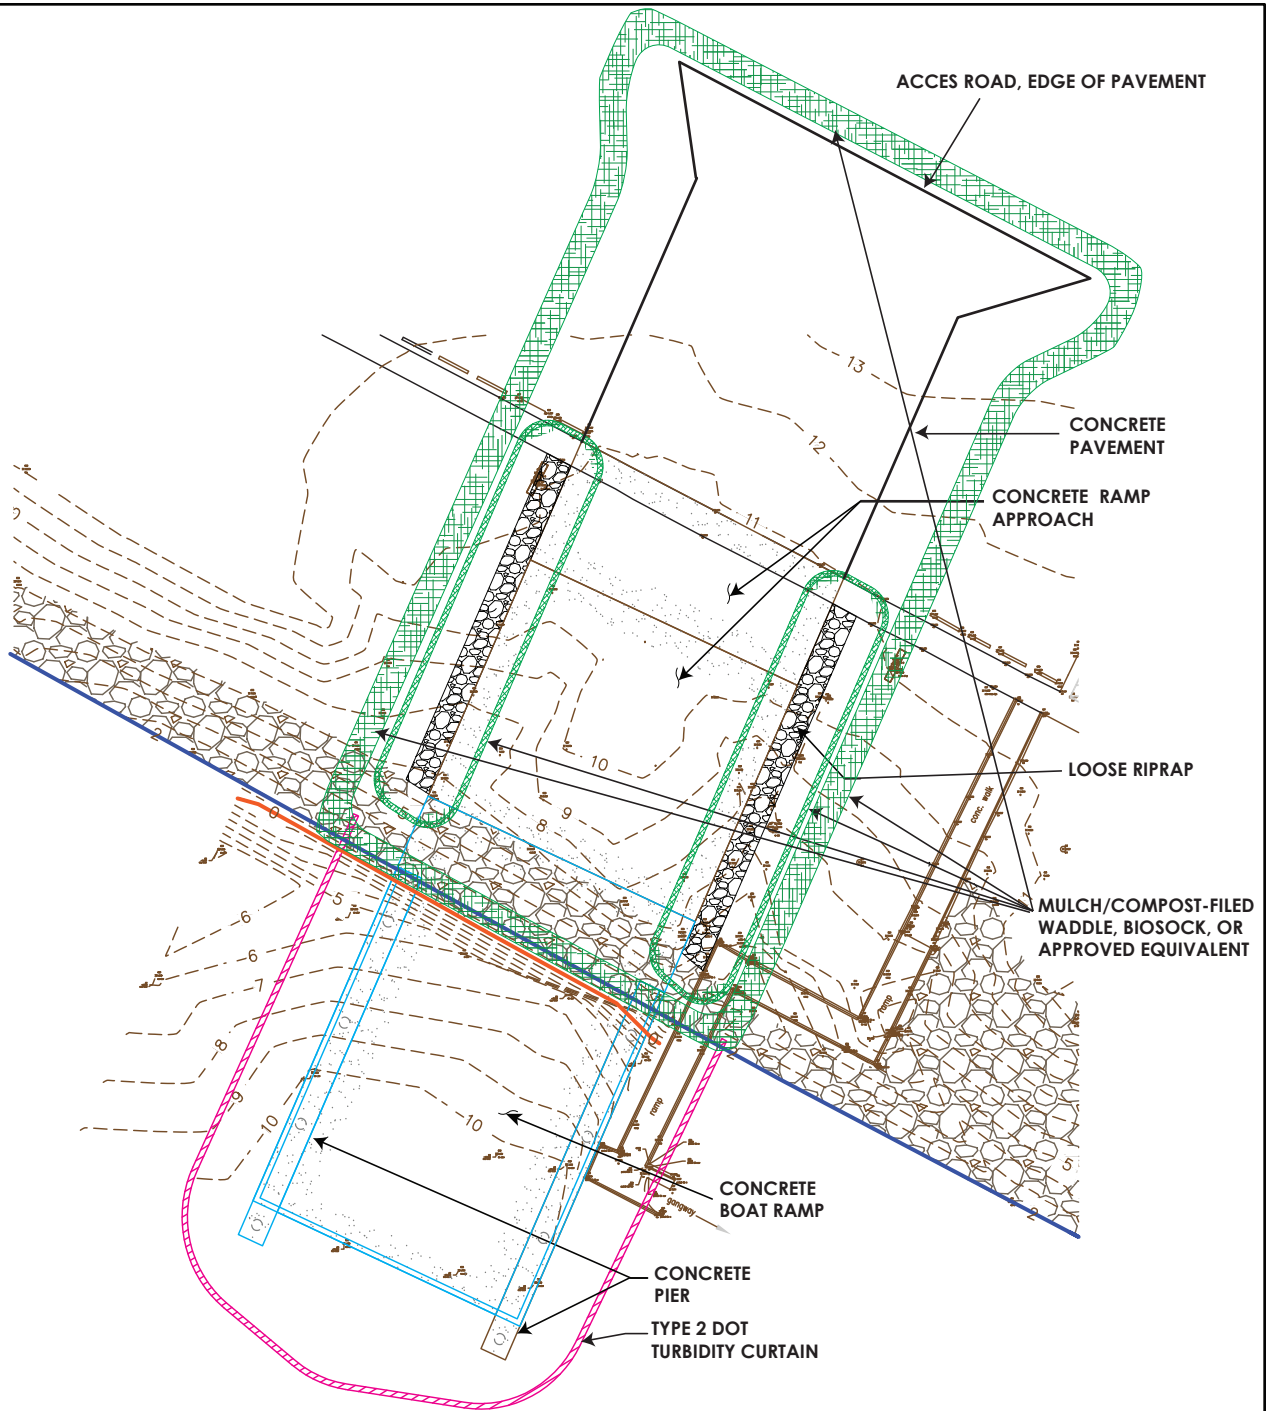 ACCES ROAD, EDGE OF PAVEMENT
13
12
CONCRETE
PAVEMENT
CONCRETE RAMP
APPROACH
11
10
9
8
LOOSE RIPRAP
conc. walk
MULCH/COMPOST-FILED
WADDLE, BIOSOCK, OR
APPROVED EQUIVALENT
2
0
-5
-6
-6
-7
-8
-9
-10
-10
ramp
ramp
gangway
5
2
2
CONCRETE
BOAT RAMP
CONCRETE
PIER
TYPE 2 DOT
TURBIDITY CURTAIN